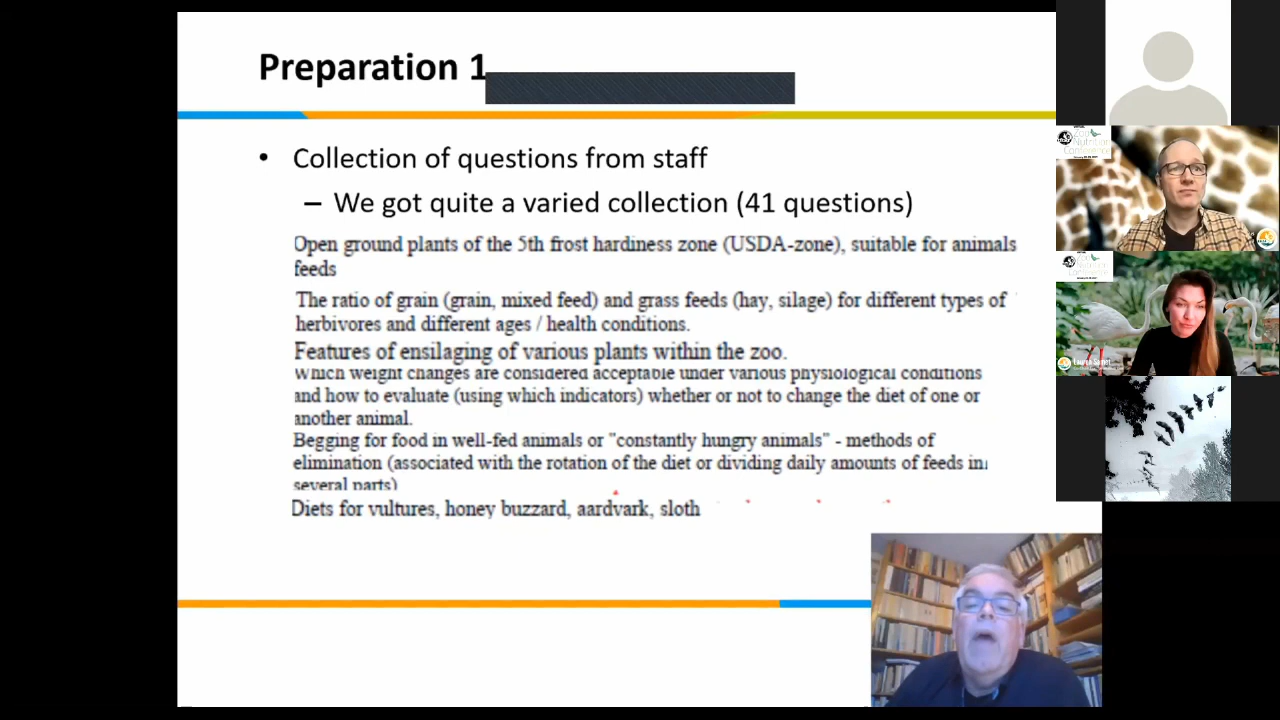 Preparation 1
• Collection of questions from staff
– We got quite a varied collection (41 questions)
Open ground plants of the 5th frost hardiness zone (USDA-zone), suitable for animals
feeds
The ratio of grain (grain, mixed feed) and grass feeds (hay, silage) for different types of
herbivores and different ages / health conditions.
Features of ensilaging of various plants within the zoo.
Which weight changes are considered acceptable under various physiological conditions
and how to evaluate (using which indicators) whether or not to change the diet of one or
another animal.
Begging for food in well-fed animals or "constantly hungry animals" - methods of
elimination (associated with the rotation of the diet or dividing daily amounts of feeds in
several parts)
Diets for vultures, honey buzzard, aardvark, sloth
Zoo
Nutrition
Conference
Zoo
Nutrition
Conference